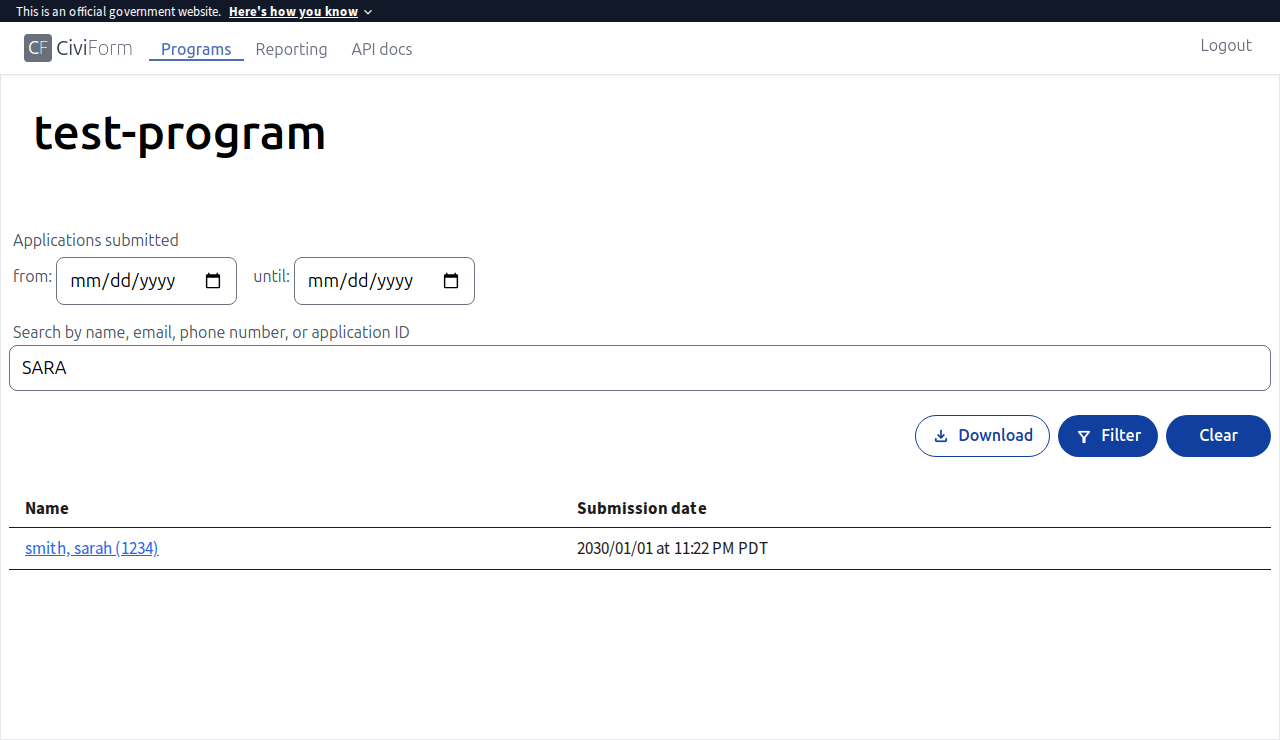 This is an official government website. Here's how you know
CF CiviForm Programs Reporting API docs Logout
test-program
Applications submitted
from: mm/dd/yyyy until: mm/dd/yyyy
Search by name, email, phone number, or application ID
SARA
Download Filter Clear
Name Submission date
smith, sarah (1234) 2030/01/01 at 11:22 PM PDT